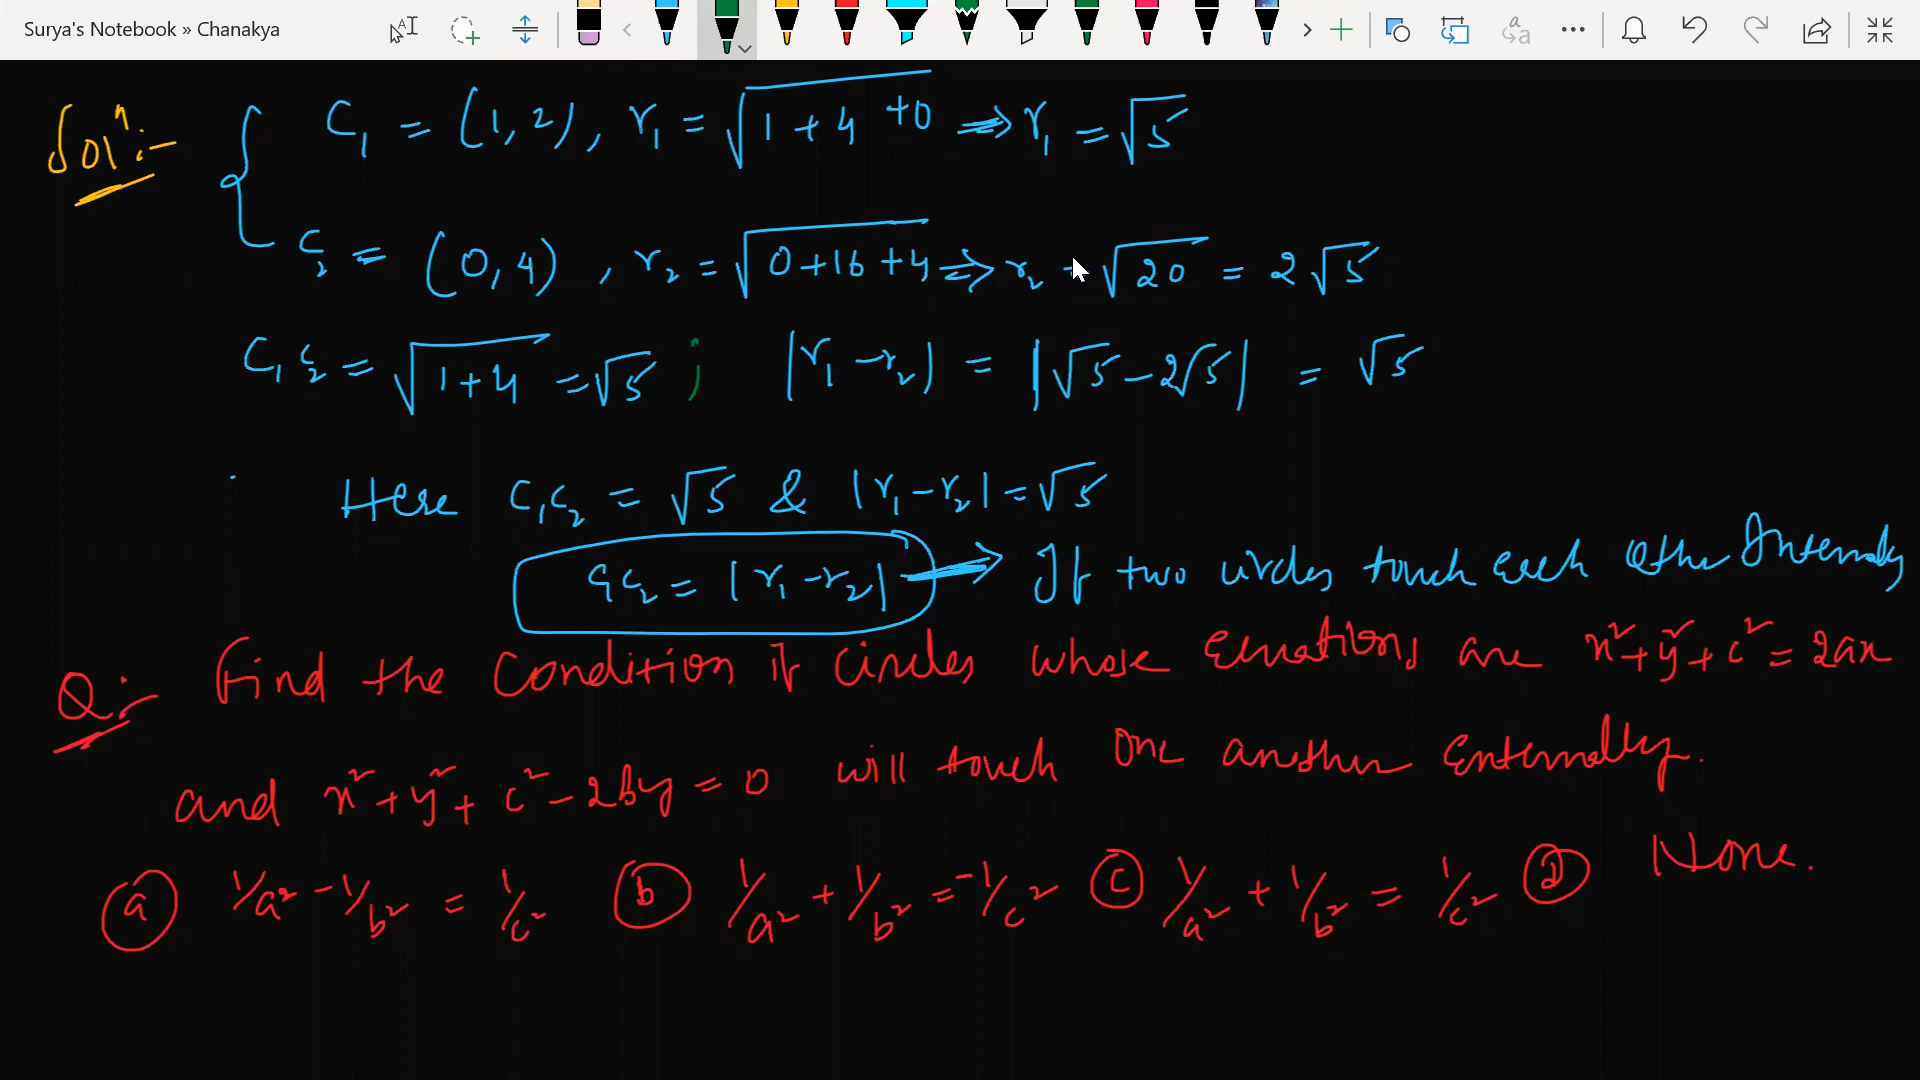 Surya's Notebook » Chanakya
Solⁿ:-
C₁ = (1, 2), r₁ = √(1 + 4 + 0) ⇒ r₁ = √5
C₂ = (0, 4), r₂ = √(0 + 16 + 4) ⇒ r₂ = √20 = 2√5
C₁C₂ = √(1 + 4) = √5 ; |r₁ - r₂| = |√5 - 2√5| = √5
Here C₁C₂ = √5 & |r₁ - r₂| = √5
C₁C₂ = |r₁ - r₂| → If two circles touch each other Internally
Q:- Find the Condition if Circles whose Equations are x² + y² + c² = 2ax
and x² + y² + c² - 2by = 0 will touch One another Externally.
(a) 1/a² - 1/b² = 1/c² (b) 1/a² + 1/b² = -1/c² (c) 1/a² + 1/b² = 1/c² (d) None.